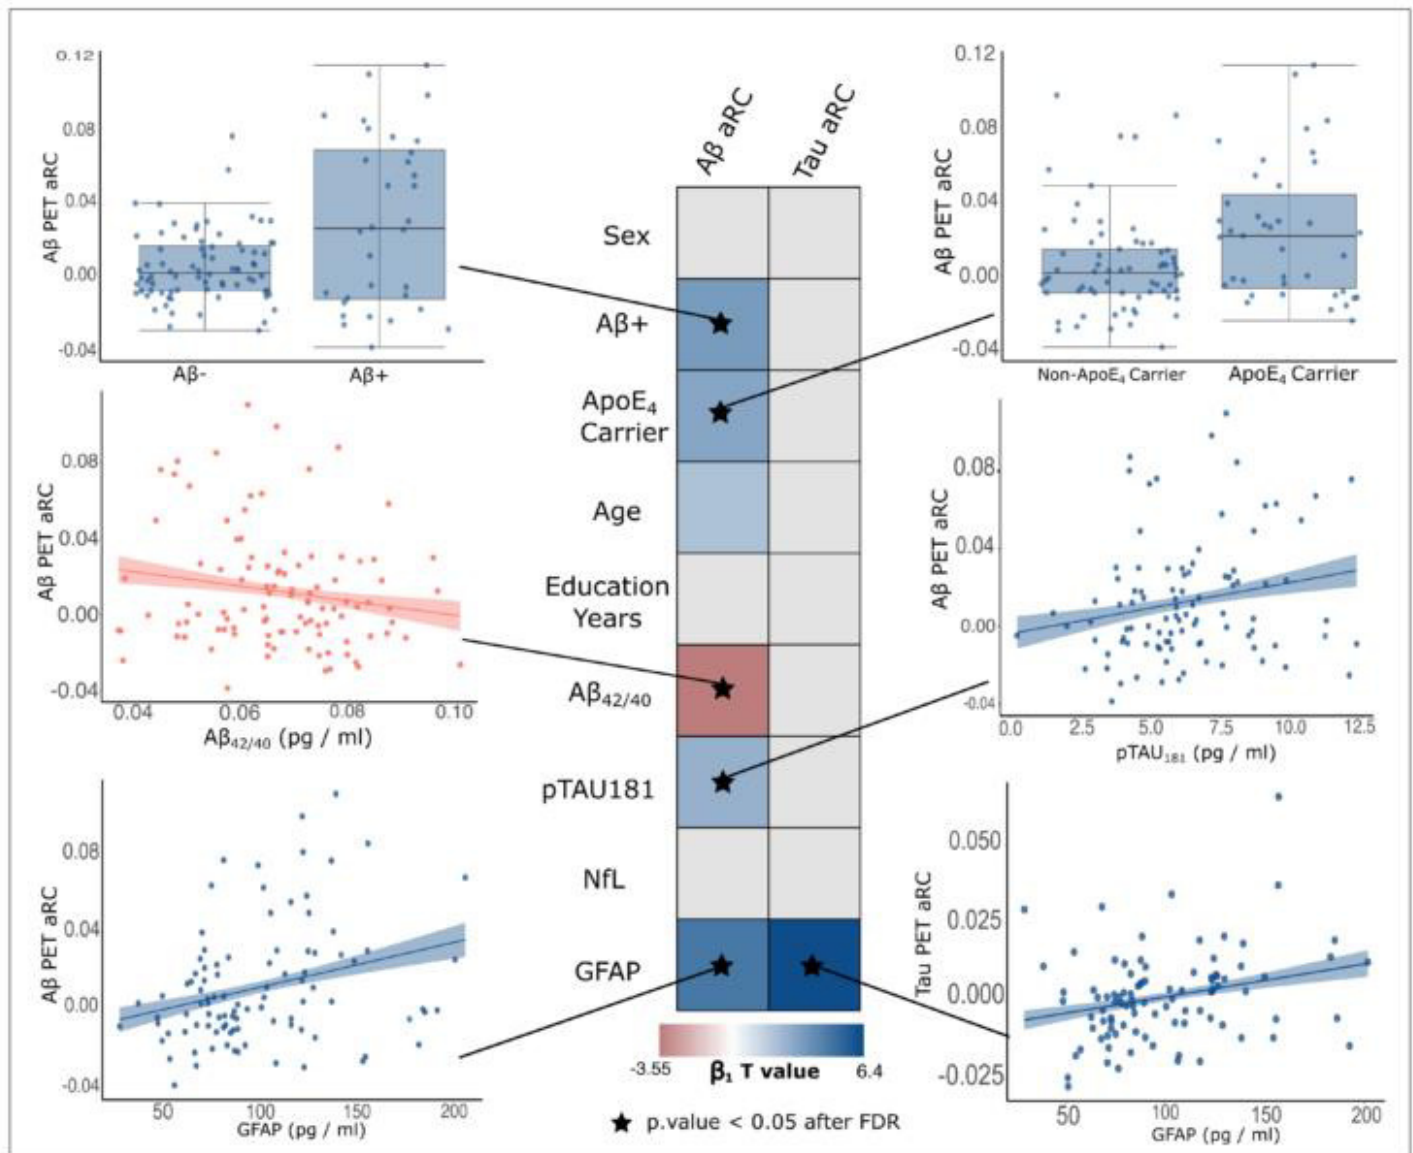 0.12
0.08
0.04
0.00
-0.04
Aβ PET aRC
Aβ-
Aβ+
Aβ aRC
Tau aRC
0.12
0.08
0.04
0.00
-0.04
Aβ PET aRC
Non-ApoE₄ Carrier
ApoE₄ Carrier
Sex
Aβ+
ApoE₄
Carrier
Age
Education
Years
Aβ₄₂/₄₀
pTAU181
NfL
GFAP
0.08
0.04
0.00
-0.04
Aβ PET aRC
0.04 0.06 0.08 0.10
Aβ₄₂/₄₀ (pg / ml)
0.08
0.04
0.00
-0.04
Aβ PET aRC
0.0 2.5 5.0 7.5 10.0 12.5
pTAU₁₈₁ (pg / ml)
0.08
0.04
0.00
-0.04
Aβ PET aRC
50 100 150 200
GFAP (pg / ml)
-3.55 β₁ T value 6.4
★ p.value < 0.05 after FDR
0.050
0.025
0.000
-0.025
Tau PET aRC
50 100 150 200
GFAP (pg / ml)